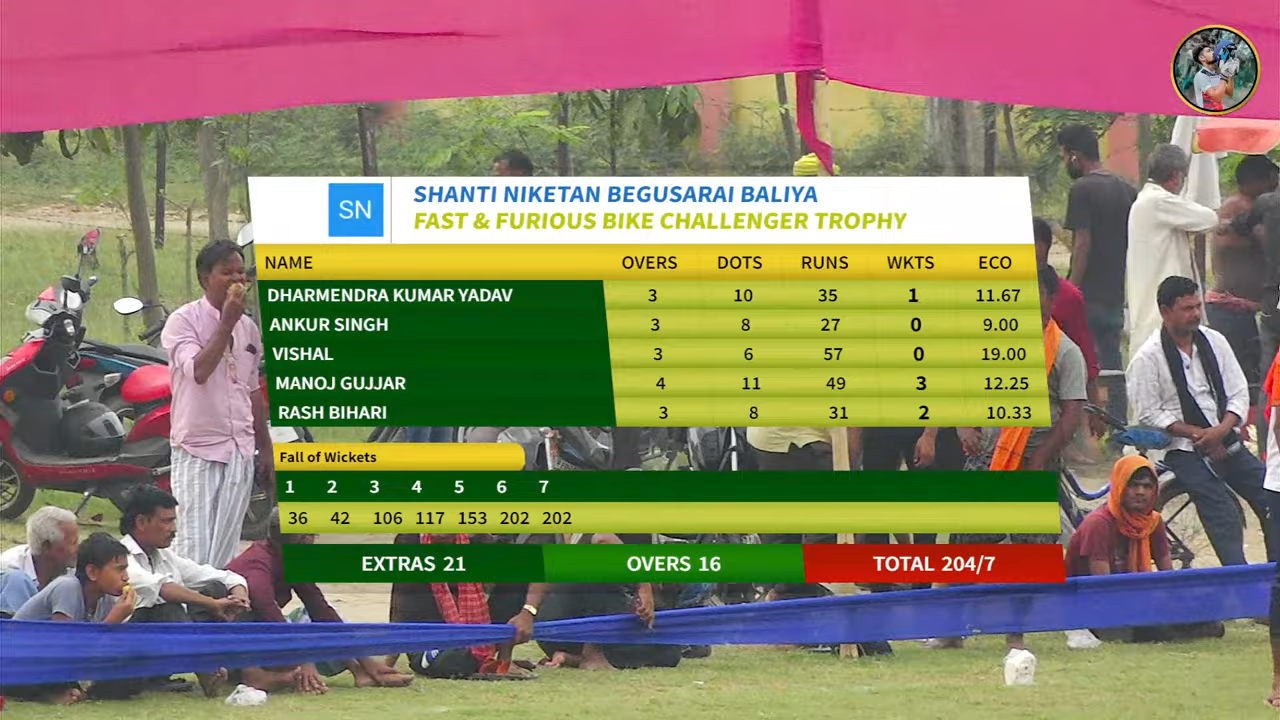 SN
SHANTI NIKETAN BEGUSARAI BALIYA
FAST & FURIOUS BIKE CHALLENGER TROPHY
NAME OVERS DOTS RUNS WKTS ECO
DHARMENDRA KUMAR YADAV 3 10 35 1 11.67
ANKUR SINGH 3 8 27 0 9.00
VISHAL 3 6 57 0 19.00
MANOJ GUJJAR 4 11 49 3 12.25
RASH BIHARI 3 8 31 2 10.33
Fall of Wickets
1 2 3 4 5 6 7
36 42 106 117 153 202 202
EXTRAS 21 OVERS 16 TOTAL 204/7